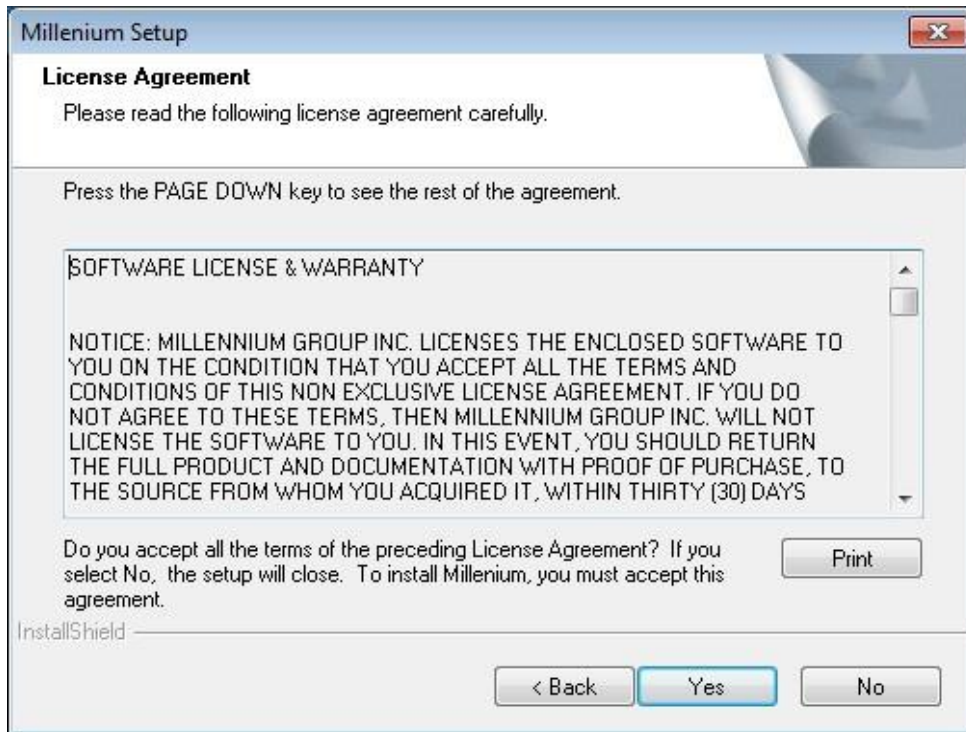 Millenium Setup
License Agreement
Please read the following license agreement carefully.
Press the PAGE DOWN key to see the rest of the agreement.
SOFTWARE LICENSE & WARRANTY
NOTICE: MILLENNIUM GROUP INC. LICENSES THE ENCLOSED SOFTWARE TO
YOU ON THE CONDITION THAT YOU ACCEPT ALL THE TERMS AND
CONDITIONS OF THIS NON EXCLUSIVE LICENSE AGREEMENT. IF YOU DO
NOT AGREE TO THESE TERMS, THEN MILLENNIUM GROUP INC. WILL NOT
LICENSE THE SOFTWARE TO YOU. IN THIS EVENT, YOU SHOULD RETURN
THE FULL PRODUCT AND DOCUMENTATION WITH PROOF OF PURCHASE, TO
THE SOURCE FROM WHOM YOU ACQUIRED IT, WITHIN THIRTY (30) DAYS
Do you accept all the terms of the preceding License Agreement? If you
select No, the setup will close. To install Millenium, you must accept this
agreement.
Print
InstallShield
< Back
Yes
No